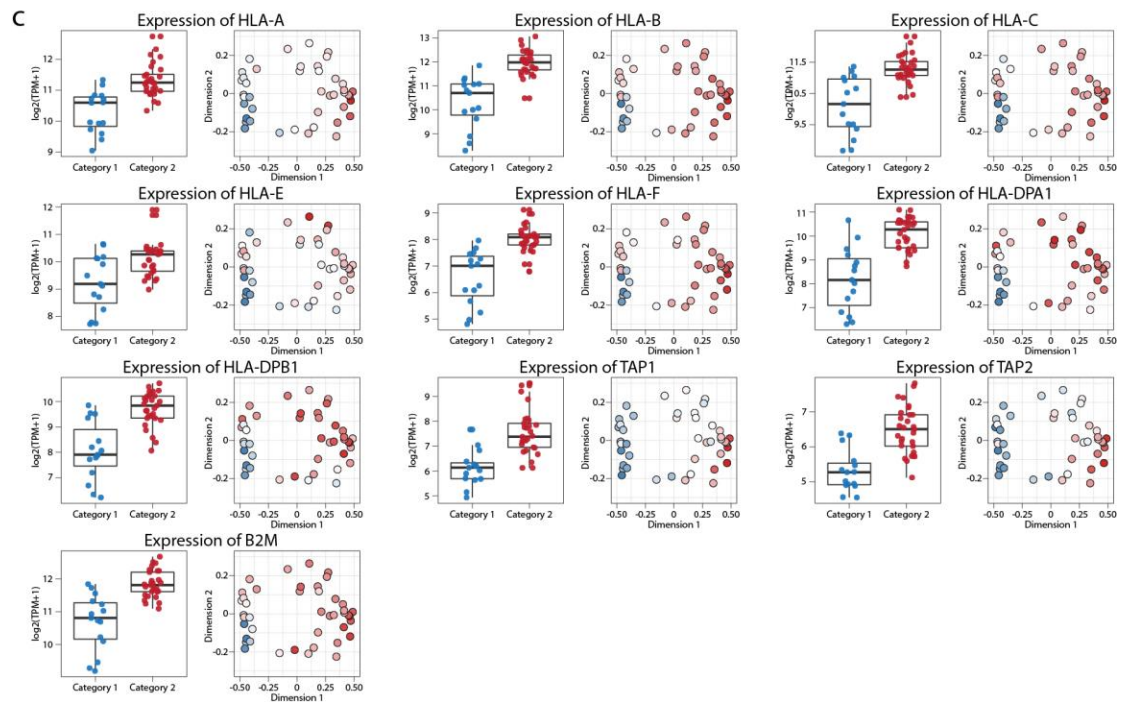 C
Expression of HLA-A
log2(TPM+1)
12
11
10
9
Category 1 Category 2
Dimension 2
0.2
0
-0.2
-0.50 -0.25 0 0.25 0.50
Dimension 1
Expression of HLA-B
log2(TPM+1)
13
12
11
10
9
Category 1 Category 2
Dimension 2
0.2
0
-0.2
-0.50 -0.25 0 0.25 0.50
Dimension 1
Expression of HLA-C
log2(TPM+1)
11.5
0.5
9.5
Category 1 Category 2
Dimension 2
0.2
0
-0.2
-0.50 -0.25 0 0.25 0.50
Dimension 1
Expression of HLA-E
log2(TPM+1)
12
11
10
9
8
Category 1 Category 2
Dimension 2
0.2
0
-0.2
-0.50 -0.25 0 0.25 0.50
Dimension 1
Expression of HLA-F
log2(TPM+1)
9
8
7
6
5
Category 1 Category 2
Dimension 2
0.2
0
-0.2
-0.50 -0.25 0 0.25 0.50
Dimension 1
Expression of HLA-DPA1
log2(TPM+1)
11
10
9
8
7
Category 1 Category 2
Dimension 2
0.2
0
-0.2
-0.50 -0.25 0 0.25 0.50
Dimension 1
Expression of HLA-DPB1
log2(TPM+1)
10
9
8
7
Category 1 Category 2
Dimension 2
0.2
0
-0.2
-0.50 -0.25 0 0.25 0.50
Dimension 1
Expression of TAP1
log2(TPM+1)
9
8
7
6
5
Category 1 Category 2
Dimension 2
0.2
0
-0.2
-0.50 -0.25 0 0.25 0.50
Dimension 1
Expression of TAP2
log2(TPM+1)
7
6
5
Category 1 Category 2
Dimension 2
0.2
0
-0.2
-0.50 -0.25 0 0.25 0.50
Dimension 1
Expression of B2M
log2(TPM+1)
12
11
10
Category 1 Category 2
Dimension 2
0.2
0
-0.2
-0.50 -0.25 0 0.25 0.50
Dimension 1